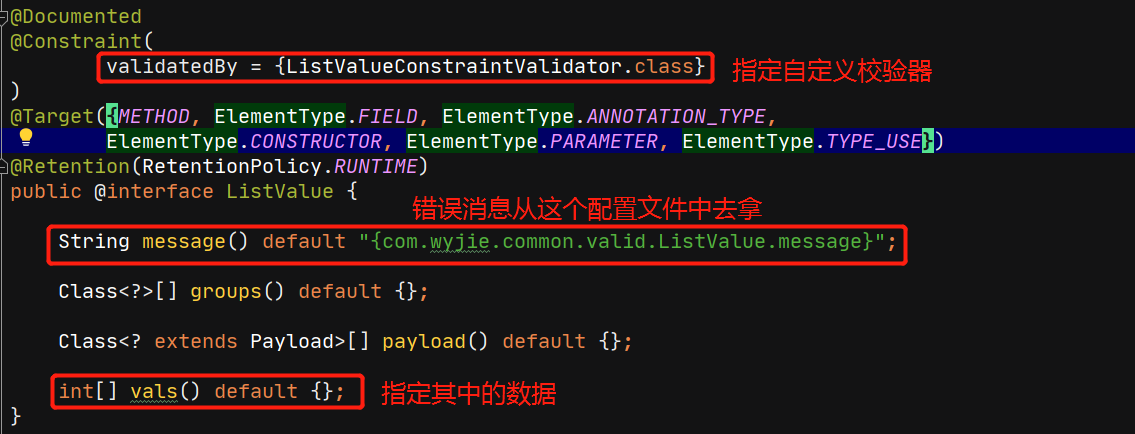 @Documented
@Constraint(
        validatedBy = {ListValueConstraintValidator.class} 指定自定义校验器
)
@Target({METHOD, ElementType.FIELD, ElementType.ANNOTATION_TYPE,
        ElementType.CONSTRUCTOR, ElementType.PARAMETER, ElementType.TYPE_USE})
@Retention(RetentionPolicy.RUNTIME)
public @interface ListValue {
错误消息从这个配置文件中去拿
    String message() default "{com.wyjie.common.valid.ListValue.message}";
    Class<?>[] groups() default {};
    Class<? extends Payload>[] payload() default {};
    int[] vals() default {}; 指定其中的数据
}